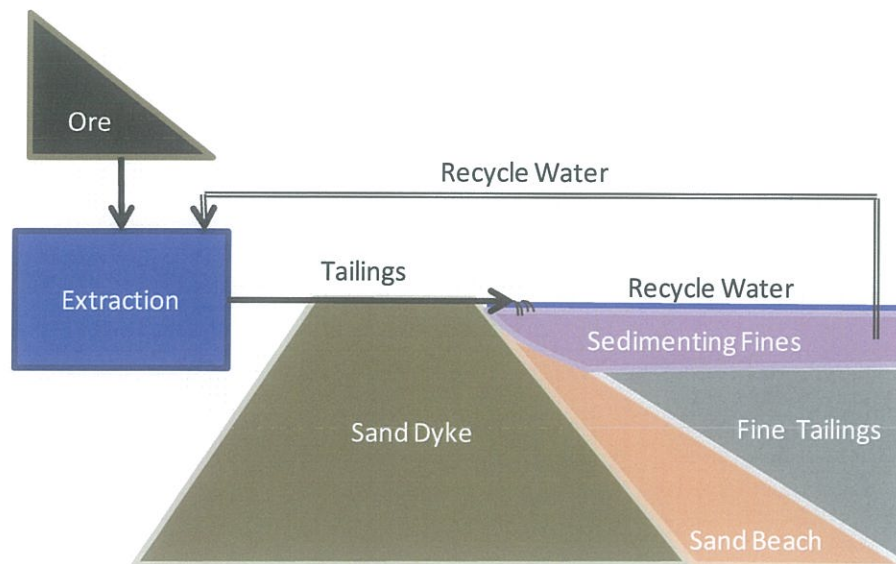 Ore
Recycle Water
Extraction
Tailings
Recycle Water
Sedimenting Fines
Sand Dyke
Fine Tailings
Sand Beach